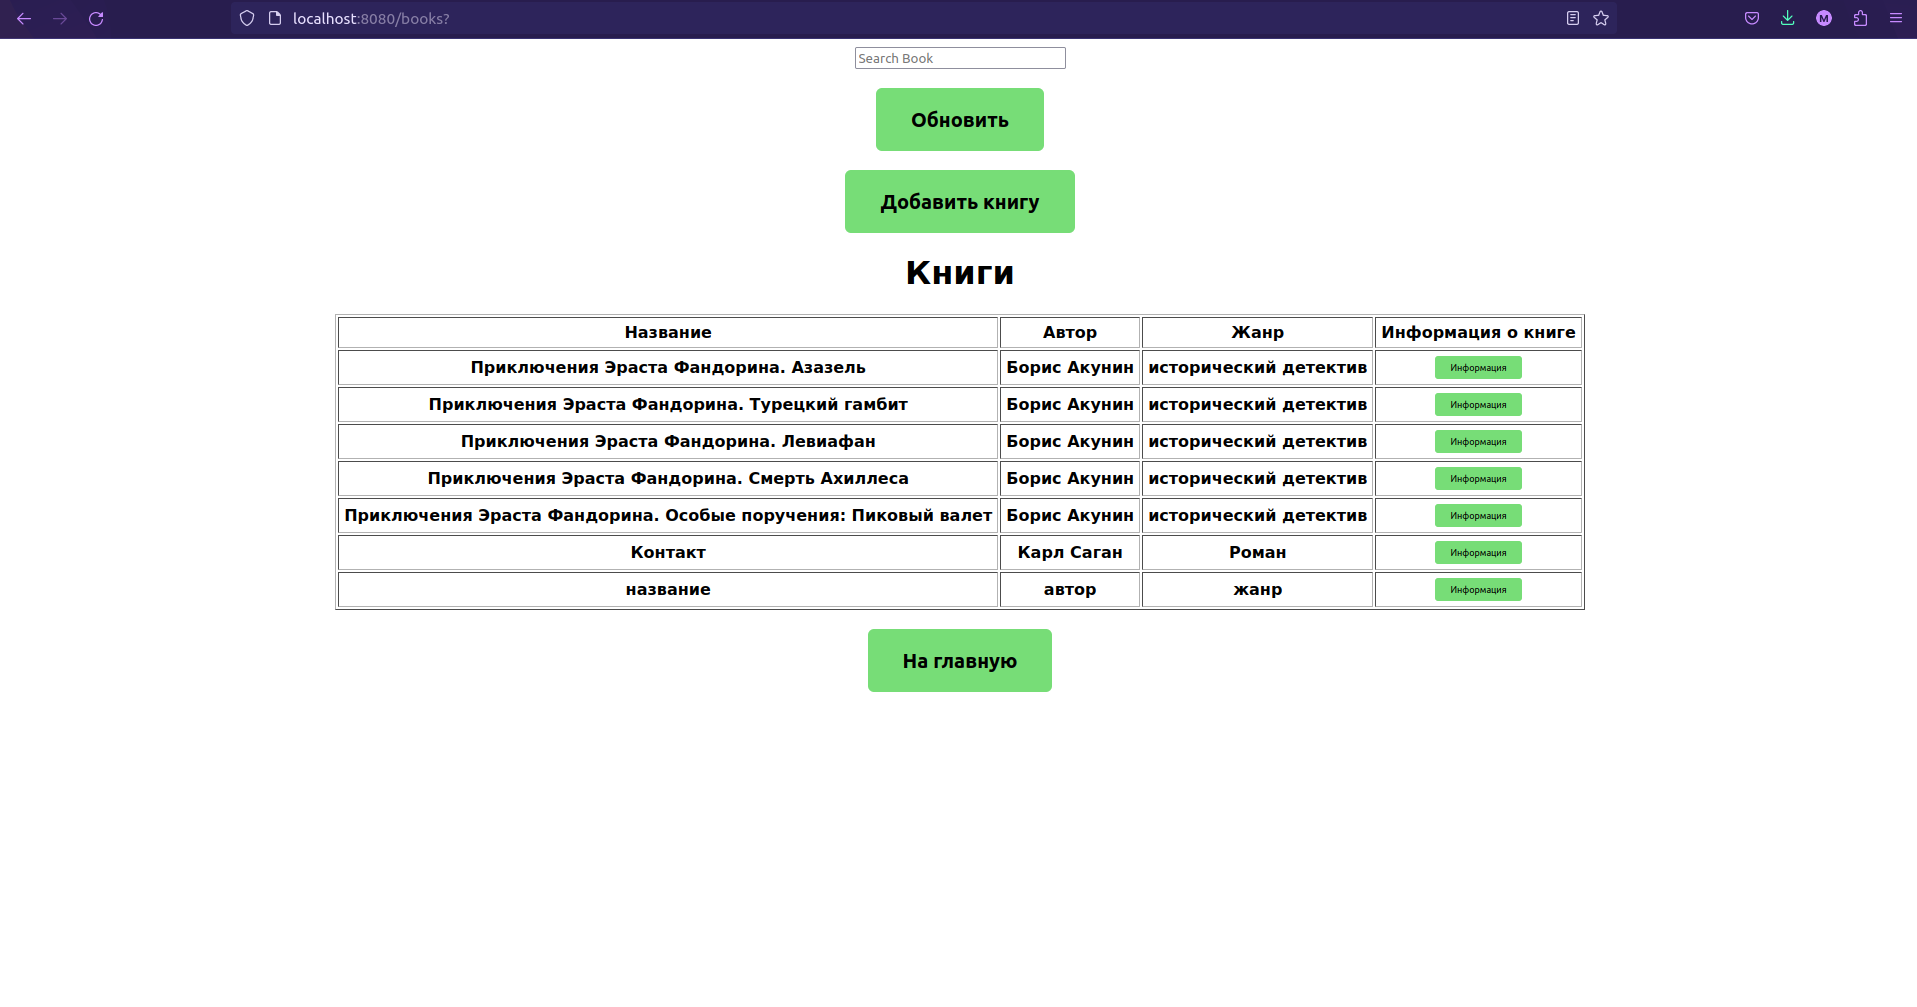 localhost:8080/books?
M
Search Book
Обновить
Добавить книгу
Книги
Название Автор Жанр Информация о книге
Приключения Эраста Фандорина. Азазель Борис Акунин исторический детектив Информация
Приключения Эраста Фандорина. Турецкий гамбит Борис Акунин исторический детектив Информация
Приключения Эраста Фандорина. Левиафан Борис Акунин исторический детектив Информация
Приключения Эраста Фандорина. Смерть Ахиллеса Борис Акунин исторический детектив Информация
Приключения Эраста Фандорина. Особые поручения: Пиковый валет Борис Акунин исторический детектив Информация
Контакт Карл Саган Роман Информация
название автор жанр Информация
На главную